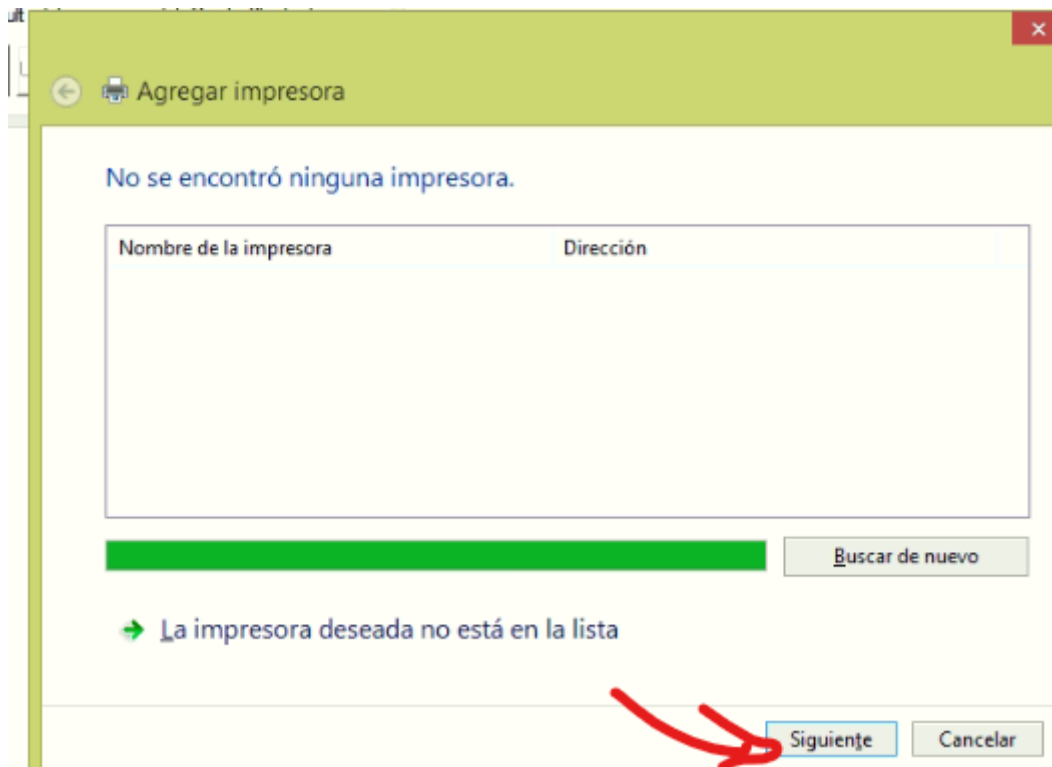 Agregar impresora
No se encontró ninguna impresora.
Nombre de la impresora Dirección
Buscar de nuevo
La impresora deseada no está en la lista
Siguiente Cancelar